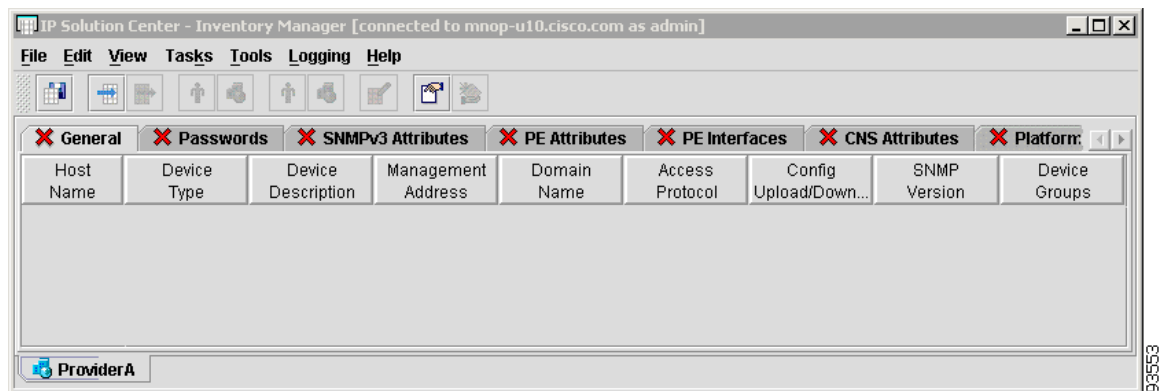 IP Solution Center - Inventory Manager [connected to mnop-u10.cisco.com as admin]
File Edit View Tasks Tools Logging Help
General Passwords SNMPv3 Attributes PE Attributes PE Interfaces CNS Attributes Platform
Host Name Device Type Device Description Management Address Domain Name Access Protocol Config Upload/Down... SNMP Version Device Groups
ProviderA
93553